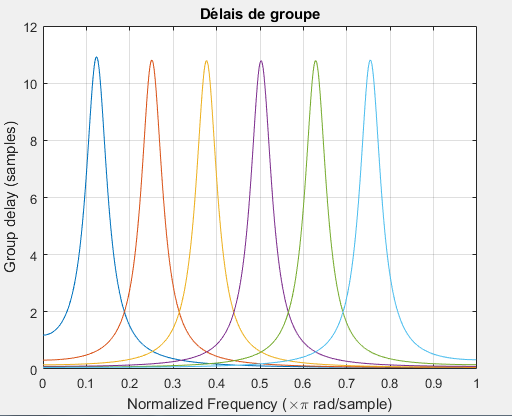 Délais de groupe
12
10
8
6
4
2
0
Group delay (samples)
0 0.1 0.2 0.3 0.4 0.5 0.6 0.7 0.8 0.9 1
Normalized Frequency (×π rad/sample)